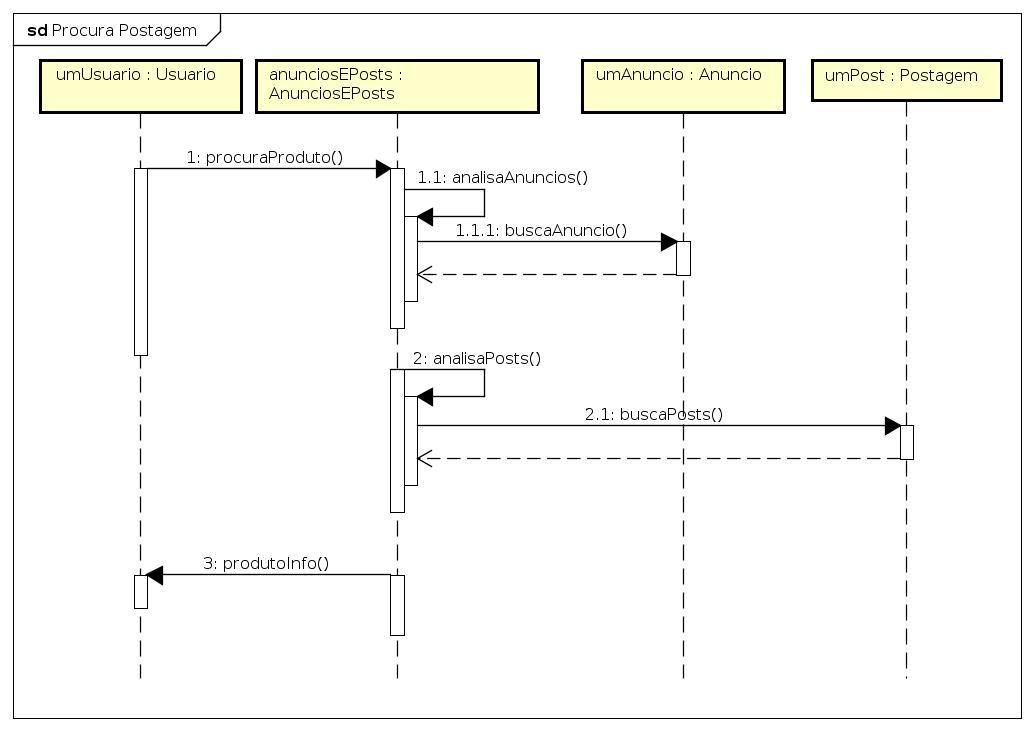 sd Procura Postagem
umUsuario : Usuario
anunciosEPosts :
AnunciosEPosts
umAnuncio : Anuncio
umPost : Postagem
1: procuraProduto()
1.1: analisaAnuncios()
1.1.1: buscaAnuncio()
2: analisaPosts()
2.1: buscaPosts()
3: produtoInfo()